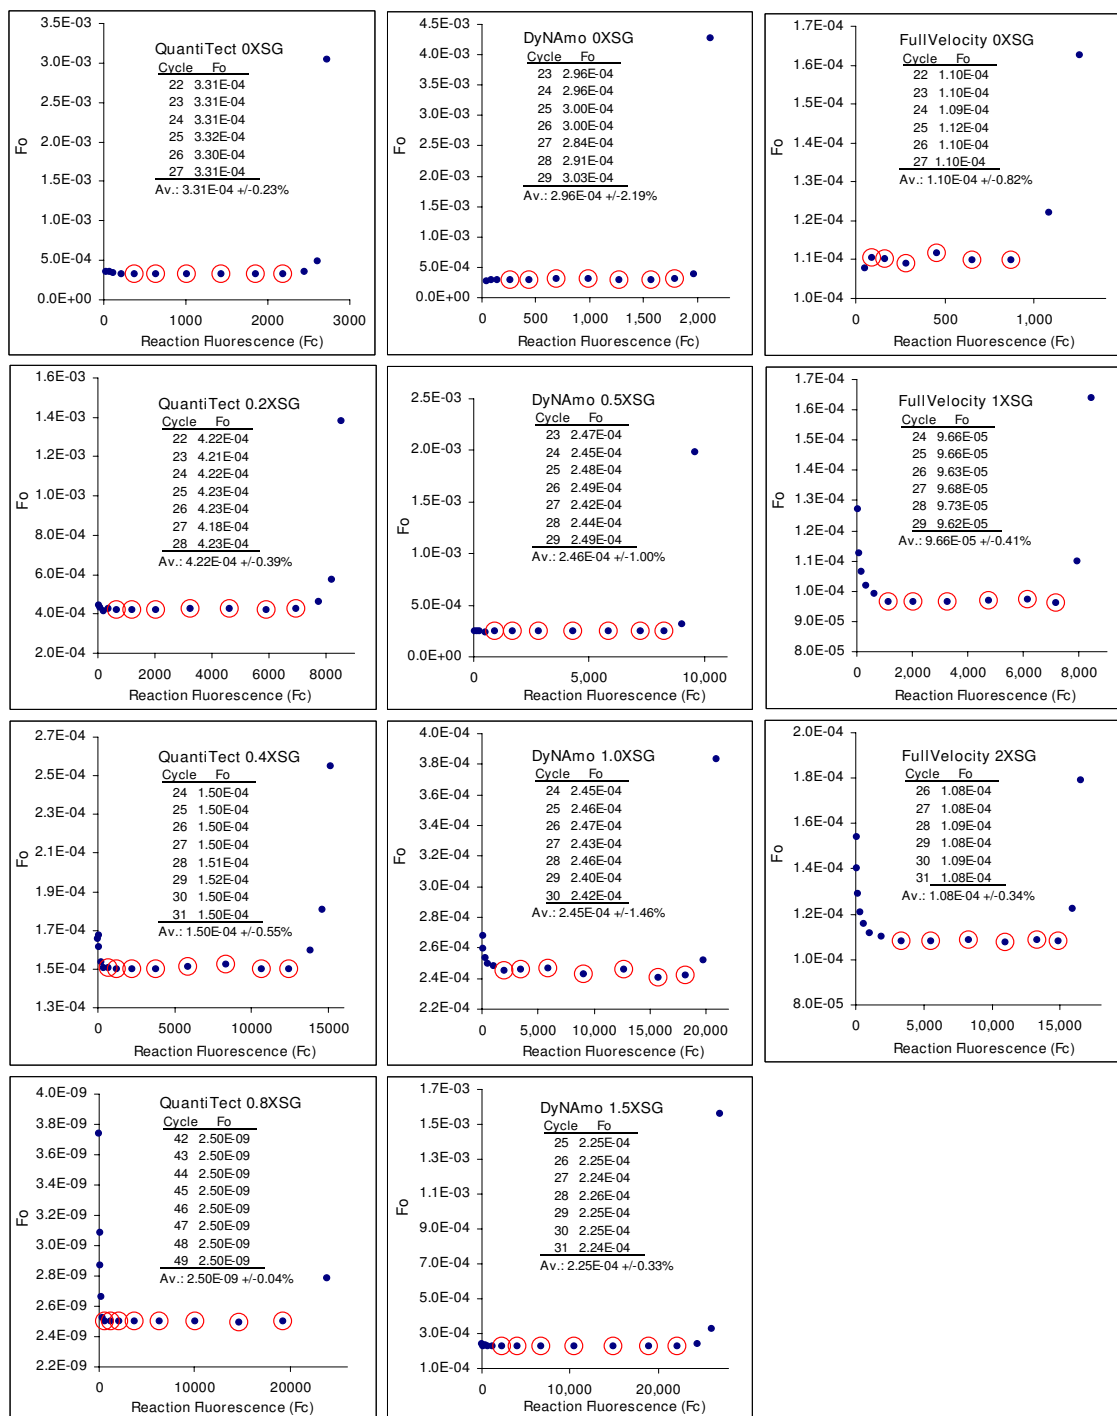 QuantiTect 0XSG
Cycle Fo
22 3.31E-04
23 3.31E-04
24 3.31E-04
25 3.32E-04
26 3.30E-04
27 3.31E-04
Av.: 3.31E-04 +/-0.23%
3.5E-03
3.0E-03
2.5E-03
2.0E-03
1.5E-03
1.0E-03
5.0E-04
0.0E+00
Fo
0 1000 2000 3000
Reaction Fluorescence (Fc)
DyNAmo 0XSG
Cycle Fo
23 2.96E-04
24 2.96E-04
25 3.00E-04
26 3.00E-04
27 2.84E-04
28 2.91E-04
29 3.03E-04
Av.: 2.96E-04 +/-2.19%
4.5E-03
4.0E-03
3.5E-03
3.0E-03
2.5E-03
2.0E-03
1.5E-03
1.0E-03
5.0E-04
0.0E+00
Fo
0 500 1,000 1,500 2,000
Reaction Fluorescence (Fc)
FullVelocity 0XSG
Cycle Fo
22 1.10E-04
23 1.10E-04
24 1.09E-04
25 1.12E-04
26 1.10E-04
27 1.10E-04
Av.: 1.10E-04 +/-0.82%
1.7E-04
1.6E-04
1.5E-04
1.4E-04
1.3E-04
1.2E-04
1.1E-04
1.0E-04
Fo
0 500 1,000
Reaction Fluorescence (Fc)
QuantiTect 0.2XSG
Cycle Fo
22 4.22E-04
23 4.21E-04
24 4.22E-04
25 4.23E-04
26 4.23E-04
27 4.18E-04
28 4.23E-04
Av.: 4.22E-04 +/-0.39%
1.6E-03
1.4E-03
1.2E-03
1.0E-03
8.0E-04
6.0E-04
4.0E-04
2.0E-04
Fo
0 2000 4000 6000 8000
Reaction Fluorescence (Fc)
DyNAmo 0.5XSG
Cycle Fo
23 2.47E-04
24 2.45E-04
25 2.48E-04
26 2.49E-04
27 2.42E-04
28 2.44E-04
29 2.49E-04
Av.: 2.46E-04 +/-1.00%
2.5E-03
2.0E-03
1.5E-03
1.0E-03
5.0E-04
0.0E+00
Fo
0 5,000 10,000
Reaction Fluorescence (Fc)
FullVelocity 1XSG
Cycle Fo
24 9.66E-05
25 9.66E-05
26 9.63E-05
27 9.68E-05
28 9.73E-05
29 9.62E-05
Av.: 9.66E-05 +/-0.41%
1.7E-04
1.6E-04
1.4E-04
1.3E-04
1.2E-04
1.1E-04
1.0E-04
9.0E-05
8.0E-05
Fo
0 2,000 4,000 6,000 8,000
Reaction Fluorescence (Fc)
QuantiTect 0.4XSG
Cycle Fo
24 1.50E-04
25 1.50E-04
26 1.50E-04
27 1.50E-04
28 1.51E-04
29 1.52E-04
30 1.50E-04
31 1.50E-04
Av.: 1.50E-04 +/-0.55%
2.7E-04
2.5E-04
2.3E-04
2.1E-04
1.9E-04
1.7E-04
1.5E-04
1.3E-04
Fo
0 5000 10000 15000
Reaction Fluorescence (Fc)
DyNAmo 1.0XSG
Cycle Fo
24 2.45E-04
25 2.46E-04
26 2.47E-04
27 2.43E-04
28 2.46E-04
29 2.40E-04
30 2.42E-04
Av.: 2.45E-04 +/-1.46%
4.0E-04
3.8E-04
3.6E-04
3.4E-04
3.2E-04
3.0E-04
2.8E-04
2.6E-04
2.4E-04
2.2E-04
Fo
0 5,000 10,000 15,000 20,000
Reaction Fluorescence (Fc)
FullVelocity 2XSG
Cycle Fo
26 1.08E-04
27 1.08E-04
28 1.09E-04
29 1.08E-04
30 1.09E-04
31 1.08E-04
Av.: 1.08E-04 +/-0.34%
2.0E-04
1.8E-04
1.6E-04
1.4E-04
1.2E-04
1.0E-04
8.0E-05
Fo
0 5,000 10,000 15,000
Reaction Fluorescence (Fc)
QuantiTect 0.8XSG
Cycle Fo
42 2.50E-09
43 2.50E-09
44 2.50E-09
45 2.50E-09
46 2.50E-09
47 2.50E-09
48 2.50E-09
49 2.50E-09
Av.: 2.50E-09 +/-0.04%
4.0E-09
3.8E-09
3.6E-09
3.4E-09
3.2E-09
3.0E-09
2.8E-09
2.6E-09
2.4E-09
2.2E-09
Fo
0 10000 20000
Reaction Fluorescence (Fc)
DyNAmo 1.5XSG
Cycle Fo
25 2.25E-04
26 2.25E-04
27 2.24E-04
28 2.26E-04
29 2.25E-04
30 2.25E-04
31 2.24E-04
Av.: 2.25E-04 +/-0.33%
1.7E-03
1.5E-03
1.3E-03
1.1E-03
9.0E-04
7.0E-04
5.0E-04
3.0E-04
1.0E-04
Fo
0 10,000 20,000
Reaction Fluorescence (Fc)